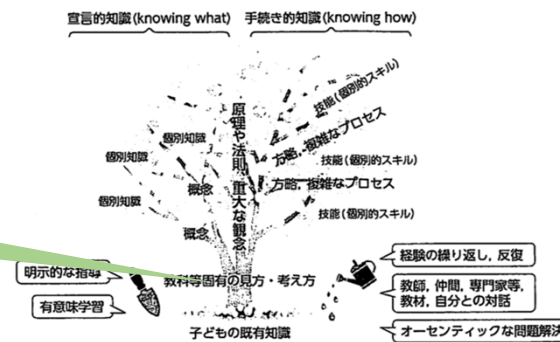 宣言的知識(knowing what) 手続き的知識(knowing how)
原理や法則，重大な観念
個別知識
個別知識
個別知識
概念
概念
技能(個別的スキル)
方略，複雑なプロセス
技能(個別的スキル)
方略，複雑なプロセス
技能(個別的スキル)
明示的な指導
有意味学習
教科等固有の見方・考え方
子どもの既有知識
経験の繰り返し，反復
教師，仲間，専門家等，
教材，自分との対話
オーセンティックな問題解決